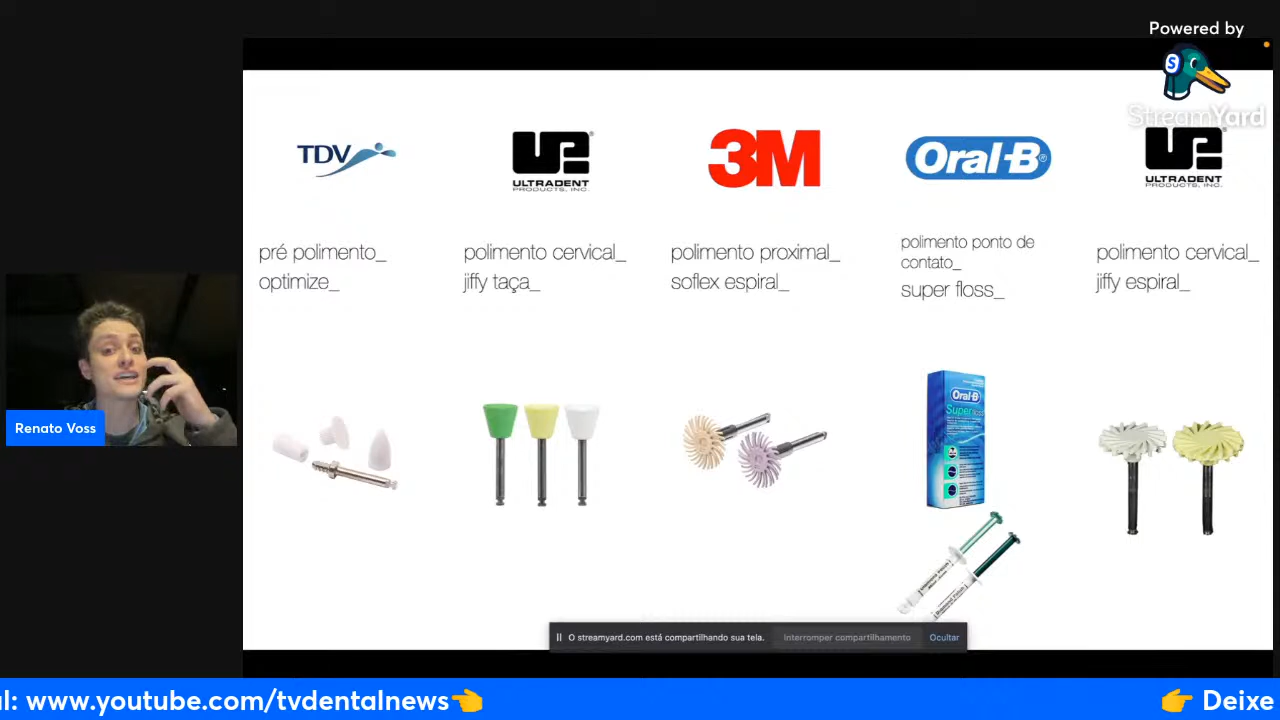 Powered by
StreamYard
TDV
ULTRADENT
PRODUCTS, INC.
3M
Oral-B
ULTRADENT
PRODUCTS, INC.
pré polimento_
optimize_
polimento cervical_
jiffy taça_
polimento proximal_
soflex espiral_
polimento ponto de
contato_
super floss_
polimento cervical_
jiffy espiral_
Oral-B
Super floss
Renato Voss
O streamyard.com está compartilhando sua tela.
Interromper compartilhamento
Ocultar
l: www.youtube.com/tvdentalnews👈
👉 Deixe